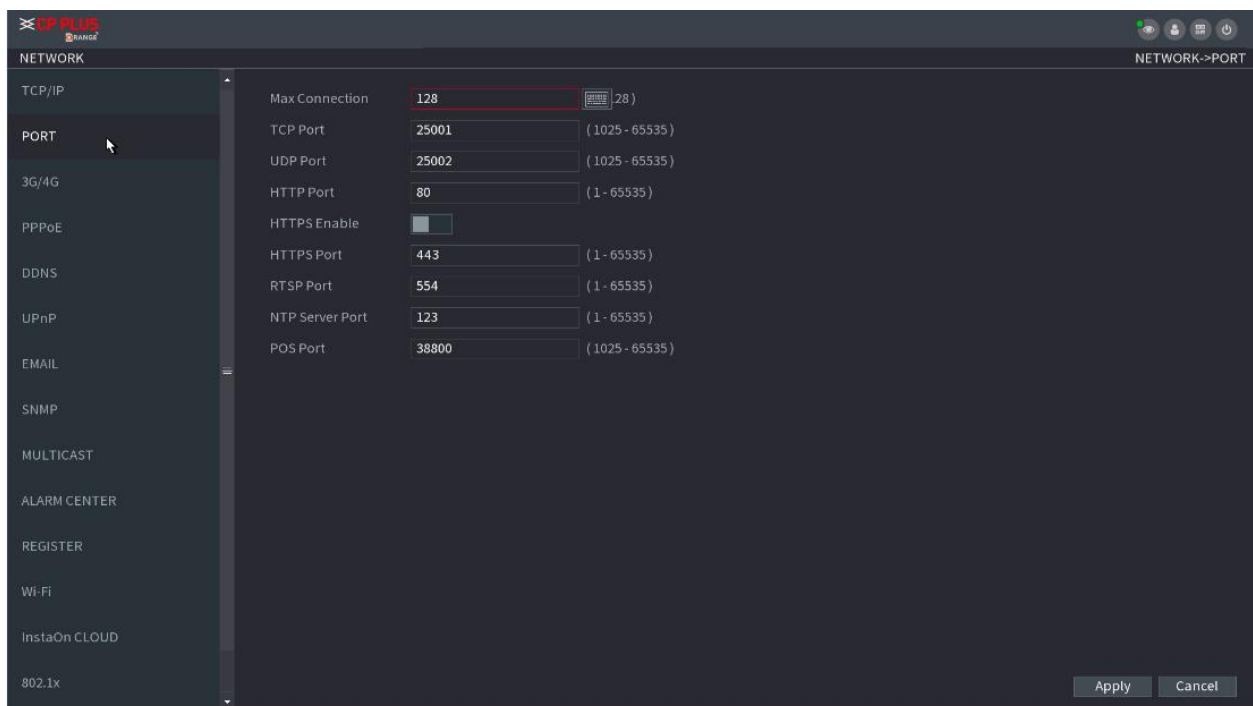 CP PLUS
ORANGE
NETWORK
NETWORK->PORT
TCP/IP
PORT
3G/4G
PPPoE
DDNS
UPnP
EMAIL
SNMP
MULTICAST
ALARM CENTER
REGISTER
Wi-Fi
InstaOn CLOUD
802.1x
Max Connection 128 28)
TCP Port 25001 (1025 - 65535)
UDP Port 25002 (1025 - 65535)
HTTP Port 80 (1 - 65535)
HTTPS Enable
HTTPS Port 443 (1 - 65535)
RTSP Port 554 (1 - 65535)
NTP Server Port 123 (1 - 65535)
POS Port 38800 (1025 - 65535)
Apply Cancel